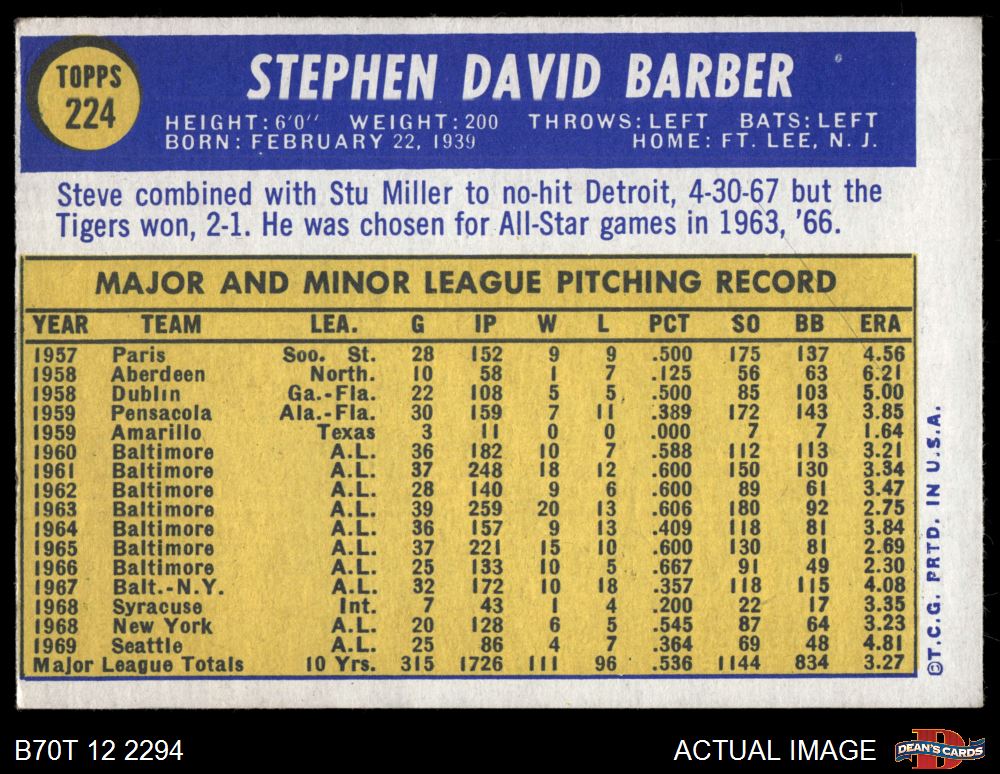 TOPPS
224
STEPHEN DAVID BARBER
HEIGHT: 6'0" WEIGHT: 200 THROWS: LEFT BATS: LEFT
BORN: FEBRUARY 22, 1939 HOME: FT. LEE, N. J.
Steve combined with Stu Miller to no-hit Detroit, 4-30-67 but the
Tigers won, 2-1. He was chosen for All-Star games in 1963, '66.
MAJOR AND MINOR LEAGUE PITCHING RECORD
YEAR TEAM LEA. G IP W L PCT SO BB ERA
1957 Paris Soo. St. 28 152 9 9 .500 175 137 4.56
1958 Aberdeen North. 10 58 1 7 .125 56 63 6.21
1958 Dublin Ga.-Fla. 22 108 5 5 .500 85 103 5.00
1959 Pensacola Ala.-Fla. 30 159 7 11 .389 172 143 3.85
1959 Amarillo Texas 3 11 0 0 .000 7 7 1.64
1960 Baltimore A.L. 36 182 10 7 .588 112 113 3.21
1961 Baltimore A.L. 37 248 18 12 .600 150 130 3.34
1962 Baltimore A.L. 28 140 9 6 .600 89 61 3.47
1963 Baltimore A.L. 39 259 20 13 .606 180 92 2.75
1964 Baltimore A.L. 36 157 9 13 .409 118 81 3.84
1965 Baltimore A.L. 37 221 15 10 .600 130 81 2.69
1966 Baltimore A.L. 25 133 10 5 .667 91 49 2.30
1967 Balt.-N.Y. A.L. 32 172 10 18 .357 118 115 4.08
1968 Syracuse Int. 7 43 1 4 .200 22 17 3.35
1968 New York A.L. 20 128 6 5 .545 87 64 3.23
1969 Seattle A.L. 25 86 4 7 .364 69 48 4.81
Major League Totals 10 Yrs. 315 1726 111 96 .536 1144 834 3.27
©T.C.G. PRTD. IN U.S.A.
B70T 12 2294
ACTUAL IMAGE
DEAN'S CARDS